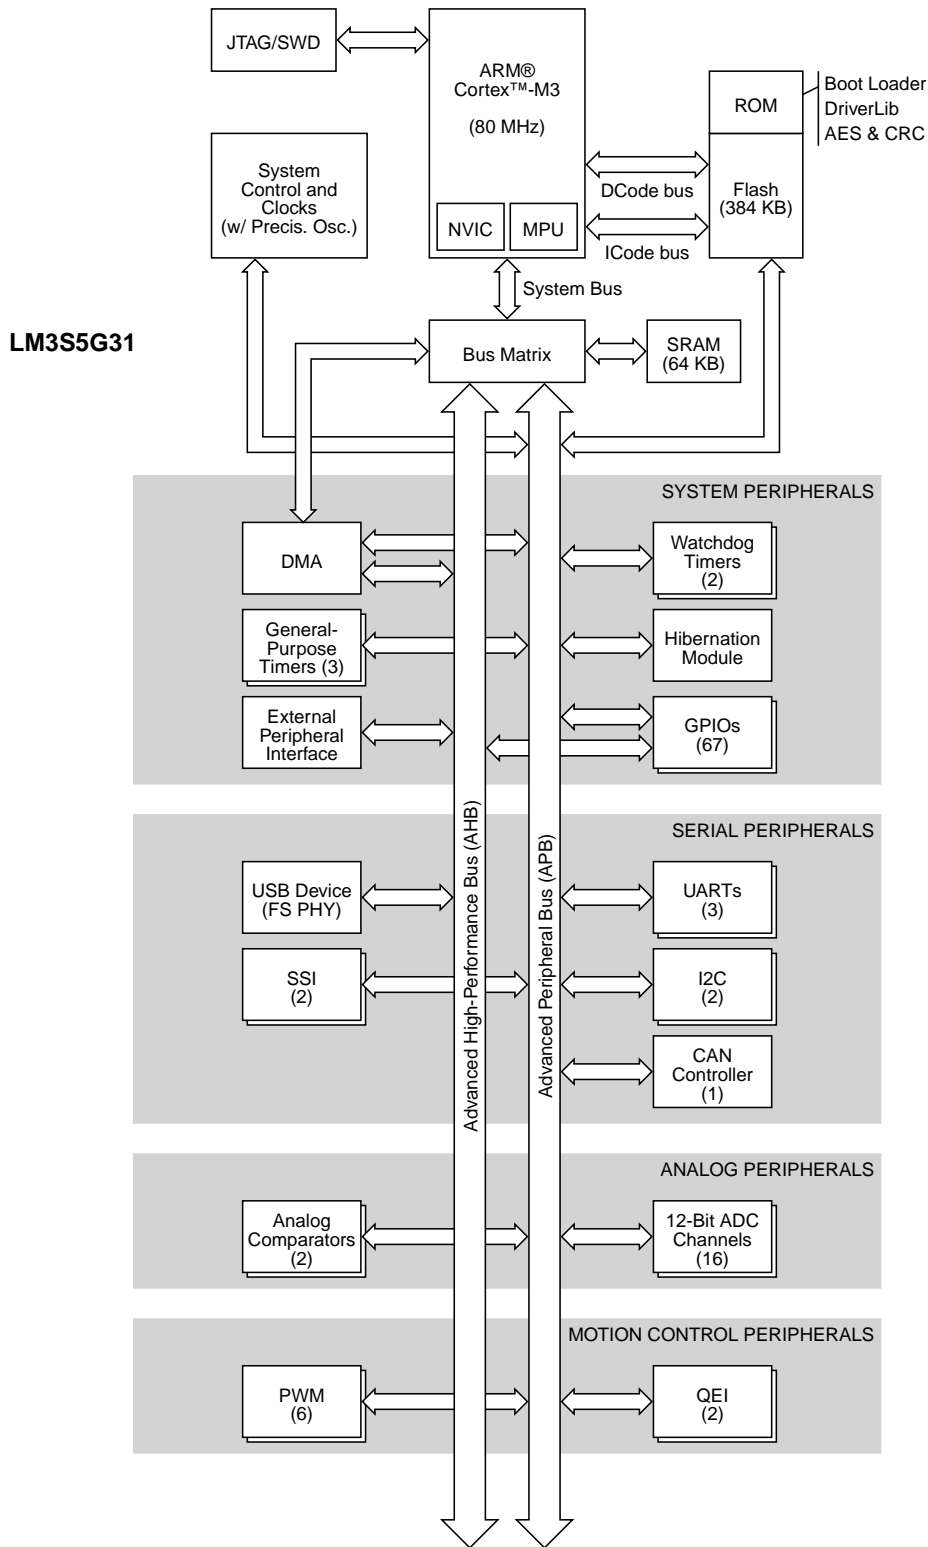 JTAG/SWD
ARM®
Cortex™-M3
(80 MHz)
NVIC
MPU
ROM
Boot Loader
DriverLib
AES & CRC
System
Control and
Clocks
(w/ Precis. Osc.)
DCode bus
Flash
(384 KB)
ICode bus
System Bus
LM3S5G31
Bus Matrix
SRAM
(64 KB)
SYSTEM PERIPHERALS
DMA
Watchdog
Timers
(2)
General-
Purpose
Timers (3)
Hibernation
Module
External
Peripheral
Interface
GPIOs
(67)
Advanced High-Performance Bus (AHB)
Advanced Peripheral Bus (APB)
SERIAL PERIPHERALS
USB Device
(FS PHY)
UARTs
(3)
SSI
(2)
I2C
(2)
CAN
Controller
(1)
ANALOG PERIPHERALS
Analog
Comparators
(2)
12-Bit ADC
Channels
(16)
MOTION CONTROL PERIPHERALS
PWM
(6)
QEI
(2)